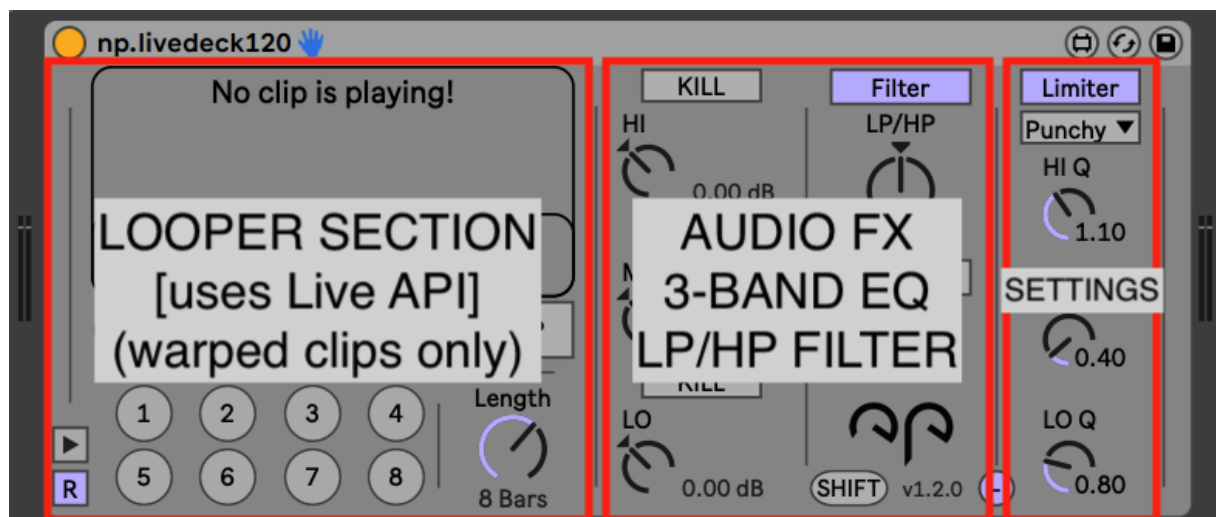 np.livedeck120
No clip is playing!
LOOPER SECTION
[uses Live API]
(warped clips only)
1 2 3 4
5 6 7 8
R
Length
8 Bars
KILL
HI
0.00 dB
AUDIO FX
3-BAND EQ
LP/HP FILTER
KILL
LO
0.00 dB
Filter
LP/HP
SHIFT
v1.2.0
L
Limiter
Punchy
HI Q
1.10
SETTINGS
0.40
LO Q
0.80